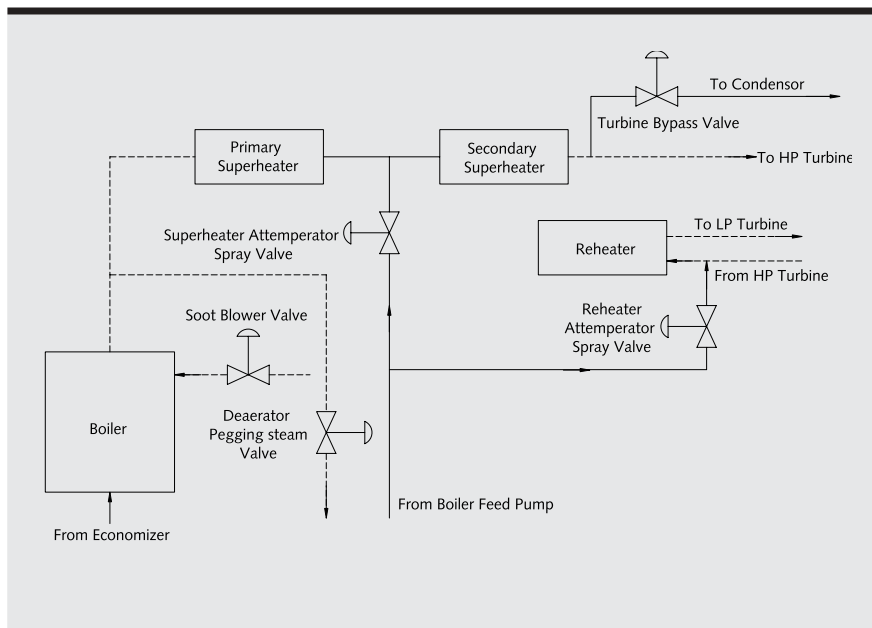 To Condensor
Turbine Bypass Valve
Primary
Superheater
Secondary
Superheater
To HP Turbine
Superheater Attemperator
Spray Valve
To LP Turbine
Reheater
From HP Turbine
Soot Blower Valve
Reheater
Attemperator
Spray Valve
Deaerator
Pegging steam
Valve
Boiler
From Boiler Feed Pump
From Economizer